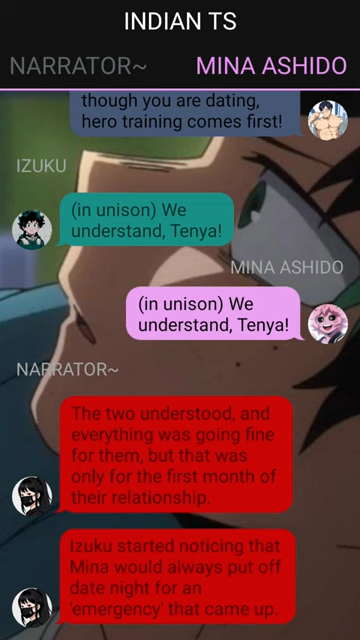 INDIAN TS
NARRATOR~ MINA ASHIDO
though you are dating,
hero training comes first!
IZUKU
(in unison) We
understand, Tenya!
MINA ASHIDO
(in unison) We
understand, Tenya!
NARRATOR~
The two understood, and
everything was going fine
for them, but that was
only for the first month of
their relationship.
Izuku started noticing that
Mina would always put off
date night for an
'emergency' that came up.